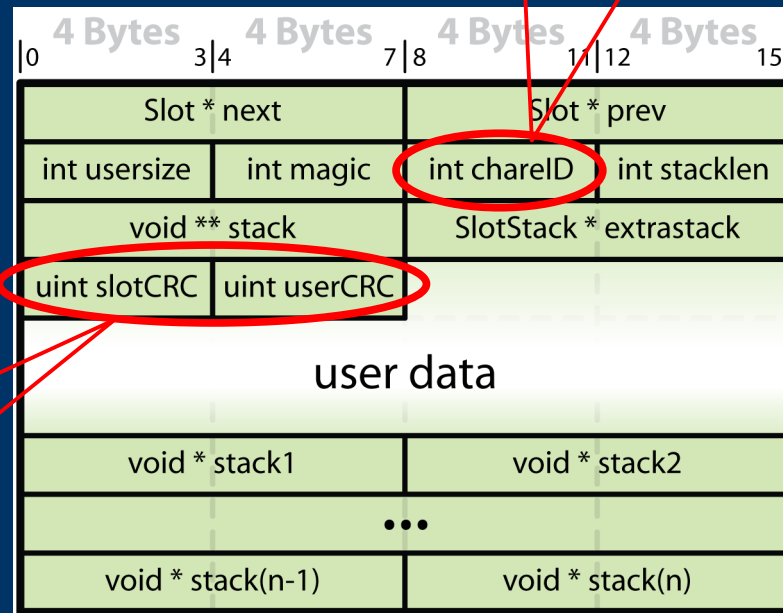 4 Bytes 4 Bytes 4 Bytes 4 Bytes
0 3 4 7 8 11 12 15
Slot * next Slot * prev
int usersize int magic int chareID int stacklen
void ** stack SlotStack * extrastack
uint slotCRC uint userCRC
user data
void * stack1 void * stack2
•••
void * stack(n-1) void * stack(n)